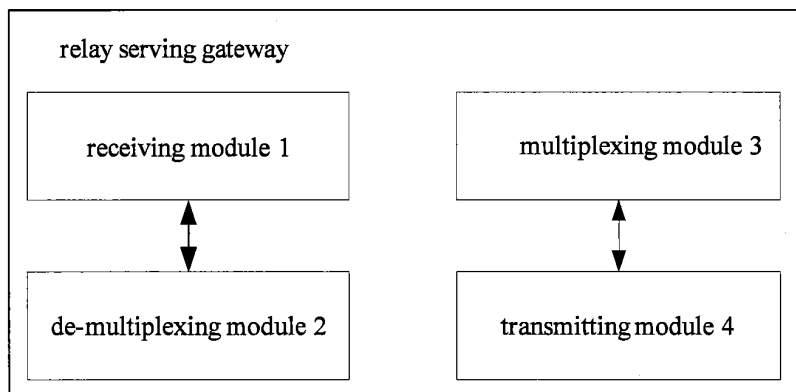 relay serving gateway
receiving module 1
multiplexing module 3
de-multiplexing module 2
transmitting module 4